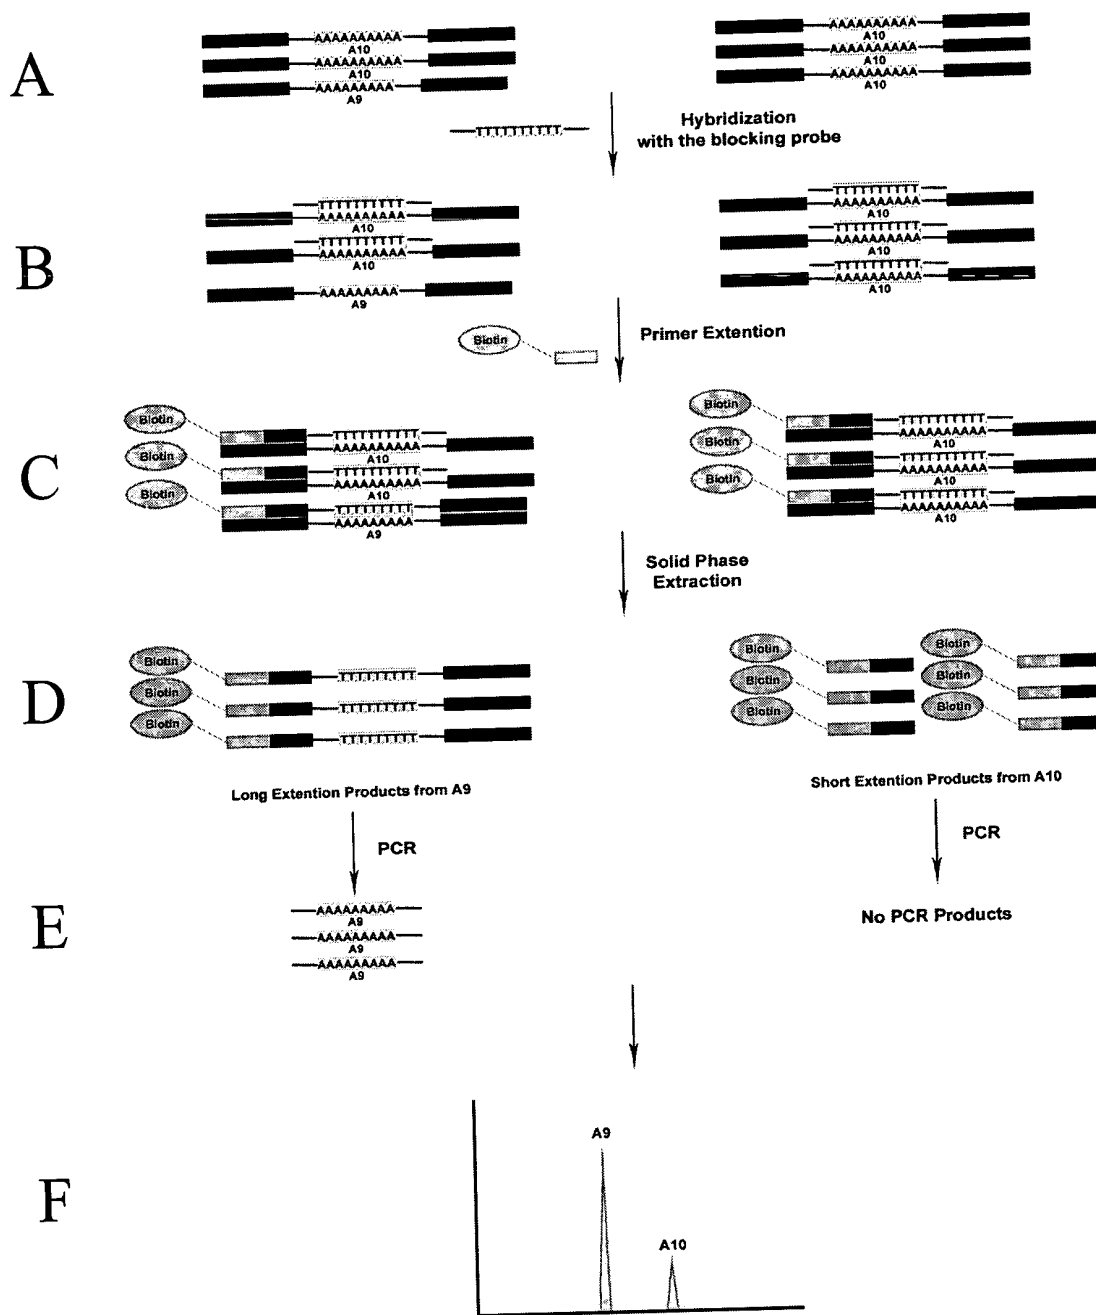 A
AAAAAAAAAA
A10
AAAAAAAAAA
A10
AAAAAAAAA
A9
AAAAAAAAAA
A10
AAAAAAAAAA
A10
AAAAAAAAAA
A10
TTTTTTTTTT
Hybridization
with the blocking probe
B
TTTTTTTTTT
AAAAAAAAAA
A10
TTTTTTTTTT
AAAAAAAAAA
A10
AAAAAAAAA
A9
TTTTTTTTTT
AAAAAAAAAA
A10
TTTTTTTTTT
AAAAAAAAAA
A10
TTTTTTTTTT
AAAAAAAAAA
A10
Biotin
Primer Extention
C
Biotin
Biotin
Biotin
TTTTTTTTTT
AAAAAAAAAA
A10
TTTTTTTTTT
AAAAAAAAAA
A10
TTTTTTTTT
AAAAAAAAA
A9
Biotin
Biotin
Biotin
TTTTTTTTTT
AAAAAAAAAA
A10
TTTTTTTTTT
AAAAAAAAAA
A10
TTTTTTTTTT
AAAAAAAAAA
A10
Solid Phase
Extraction
D
Biotin
Biotin
Biotin
TTTTTTTTT
TTTTTTTTT
TTTTTTTTT
Biotin
Biotin
Biotin
Biotin
Biotin
Biotin
Long Extention Products from A9
Short Extention Products from A10
PCR
PCR
E
AAAAAAAAA
A9
AAAAAAAAA
A9
AAAAAAAAA
A9
No PCR Products
F
A9
A10